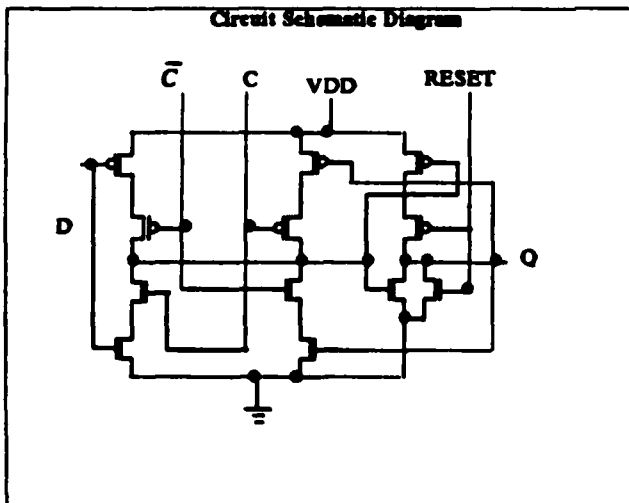 Circuit Schematic Diagram
C̅ C VDD RESET
D
Q